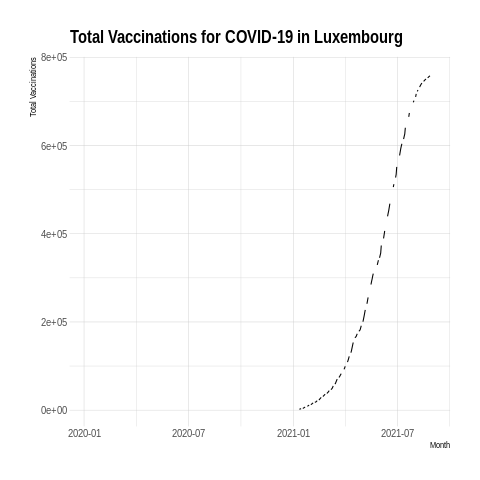 Total Vaccinations for COVID-19 in Luxembourg
Total Vaccinations
8e+05
6e+05
4e+05
2e+05
0e+00
2020-01 2020-07 2021-01 2021-07
Month